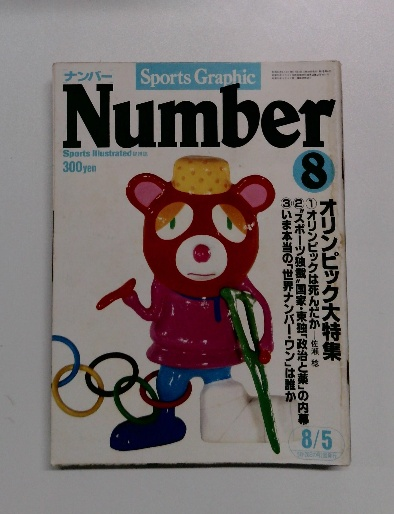 ナンバー
Sports Graphic
Number
Sports Illustrated
300yen
8
オリンピック大特集
①オリンピックは死んだか—佐瀬 稔
②"スポーツ独裁"国家・東独「政治と薬」の内幕
③いま本当の「世界ナンバー・ワン」は誰か
8/5